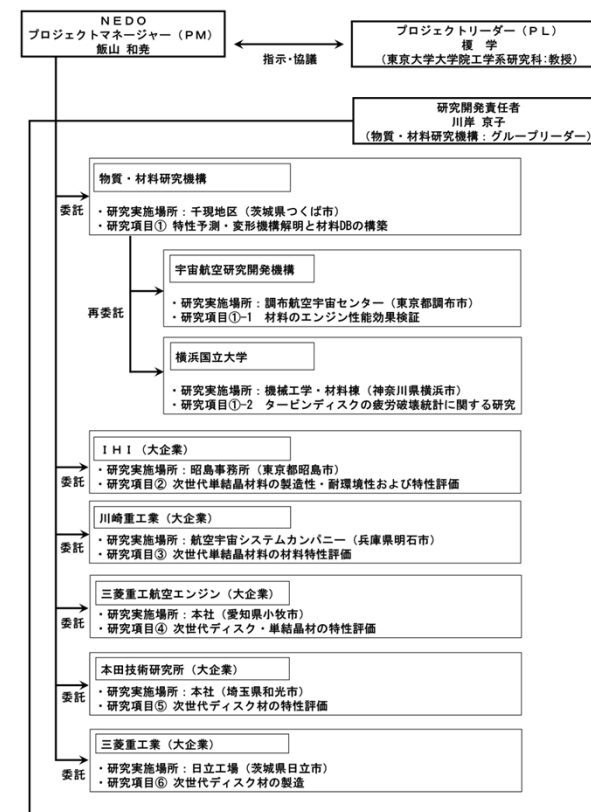 ＮＥＤＯ
プロジェクトマネージャー（ＰＭ）
飯山 和尭
指示・協議
プロジェクトリーダー（ＰＬ）
榎 学
(東京大学大学院工学系研究科：教授)
研究開発責任者
川岸 京子
(物質・材料研究機構：グループリーダー)
委託
物質・材料研究機構
・研究実施場所：千現地区（茨城県つくば市）
・研究項目① 特性予測・変形機構解明と材料DBの構築
再委託
宇宙航空研究開発機構
・研究実施場所：調布航空宇宙センター（東京都調布市）
・研究項目①-1 材料のエンジン性能効果検証
横浜国立大学
・研究実施場所：機械工学・材料棟（神奈川県横浜市）
・研究項目①-2 タービンディスクの疲労破壊統計に関する研究
委託
ＩＨＩ（大企業）
・研究実施場所：昭島事務所（東京都昭島市）
・研究項目② 次世代単結晶材料の製造性・耐環境性および特性評価
委託
川崎重工業（大企業）
・研究実施場所：航空宇宙システムカンパニー（兵庫県明石市）
・研究項目③ 次世代単結晶材料の材料特性評価
委託
三菱重工航空エンジン（大企業）
・研究実施場所：本社（愛知県小牧市）
・研究項目④ 次世代ディスク・単結晶材の特性評価
委託
本田技術研究所（大企業）
・研究実施場所：本社（埼玉県和光市）
・研究項目⑤ 次世代ディスク材の特性評価
委託
三菱重工業（大企業）
・研究実施場所：日立工場（茨城県日立市）
・研究項目⑥ 次世代ディスク材の製造